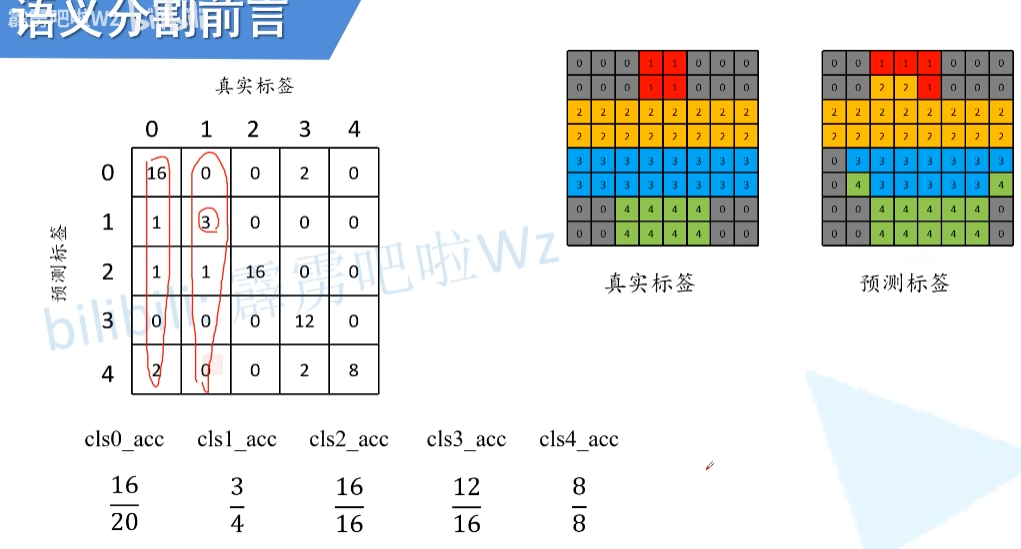 霹雳吧啦Wz bilibili
语义分割前言
真实标签
0 1 2 3 4
预测标签
0 16 0 0 2 0
1 1 3 0 0 0
2 1 1 16 0 0
3 0 0 0 12 0
4 2 0 0 2 8
bilibili: 霹雳吧啦Wz
cls0_acc cls1_acc cls2_acc cls3_acc cls4_acc
16 3 16 12 8
20 4 16 16 8
0 0 0 1 1 0 0 0
0 0 0 1 1 0 0 0
2 2 2 2 2 2 2 2
2 2 2 2 2 2 2 2
3 3 3 3 3 3 3 3
3 3 3 3 3 3 3 3
0 0 4 4 4 4 0 0
0 0 4 4 4 4 0 0
真实标签
0 0 1 1 1 0 0 0
0 0 2 2 1 0 0 0
2 2 2 2 2 2 2 2
2 2 2 2 2 2 2 2
0 3 3 3 3 3 3 3
0 4 3 3 3 3 3 4
0 0 4 4 4 4 4 0
0 0 4 4 4 4 4 0
预测标签